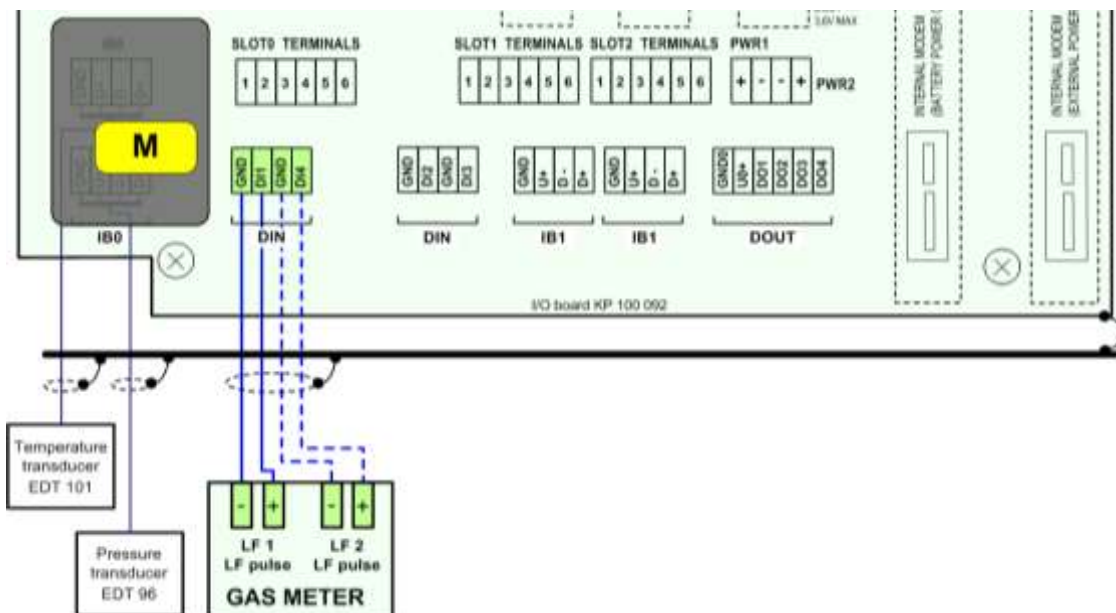 3.6V MAX
SLOT0 TERMINALS
SLOT1 TERMINALS
SLOT2 TERMINALS
PWR1
1 2 3 4 5 6
1 2 3 4 5 6
1 2 3 4 5 6
+ - - +
PWR2
INTERNAL MODEM
(BATTERY POWER
INTERNAL MODEM
(EXTERNAL POWER
M
GND DI1 GND DI4
GND DI2 GND DI3
GND U+ D- D+
GND U+ D- D+
GND0 U0+ DO1 DO2 DO3 DO4
IB0
DIN
DIN
IB1
IB1
DOUT
I/O board KP 100 092
Temperature
transducer
EDT 101
Pressure
transducer
EDT 96
- +
- +
LF 1
LF pulse
LF 2
LF pulse
GAS METER